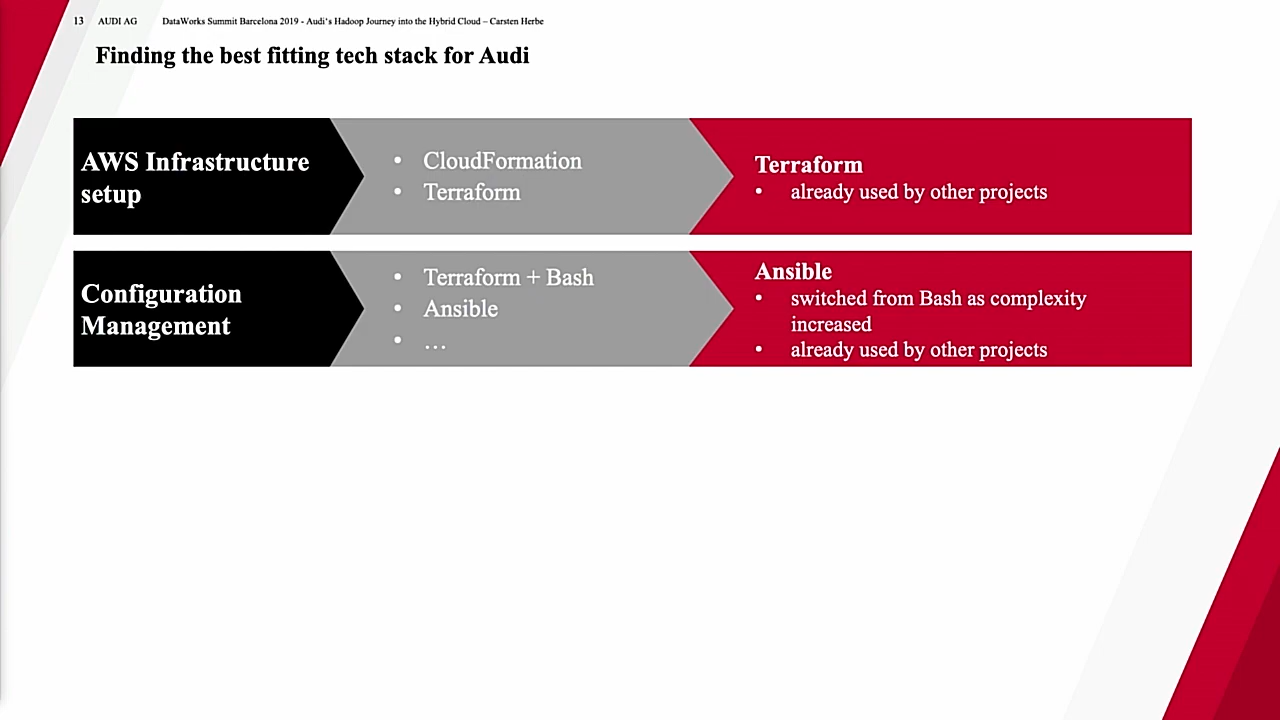 13 AUDI AG DataWorks Summit Barcelona 2019 - Audi's Hadoop Journey into the Hybrid Cloud – Carsten Herbe
Finding the best fitting tech stack for Audi
AWS Infrastructure
setup
• CloudFormation
• Terraform
Terraform
• already used by other projects
Configuration
Management
• Terraform + Bash
• Ansible
• …
Ansible
• switched from Bash as complexity
increased
• already used by other projects